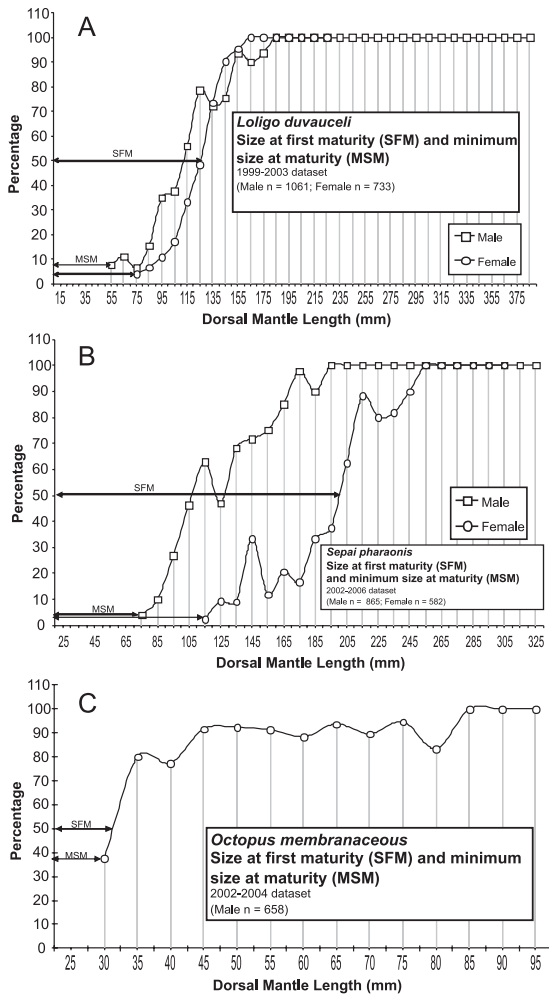 A
110
100
90
80
70
60
50
40
30
20
10
0
Percentage
SFM
MSM
Loligo duvauceli
Size at first maturity (SFM) and minimum
size at maturity (MSM)
1999-2003 dataset
(Male n = 1061; Female n = 733)
Male
Female
15 35 55 75 95 115 135 155 175 195 215 235 255 275 295 315 335 355 375
Dorsal Mantle Length (mm)
B
110
100
90
80
70
60
50
40
30
20
10
0
Percentage
SFM
MSM
Male
Female
Sepai pharaonis
Size at first maturity (SFM)
and minimum size at maturity (MSM)
2002-2006 dataset
(Male n = 865; Female n = 582)
25 45 65 85 105 125 145 165 185 205 225 245 265 285 305 325
Dorsal Mantle Length (mm)
C
110
100
90
80
70
60
50
40
30
20
10
0
Percentage
SFM
MSM
Octopus membranaceous
Size at first maturity (SFM) and minimum
size at maturity (MSM)
2002-2004 dataset
(Male n = 658)
25 30 35 40 45 50 55 60 65 70 75 80 85 90 95
Dorsal Mantle Length (mm)